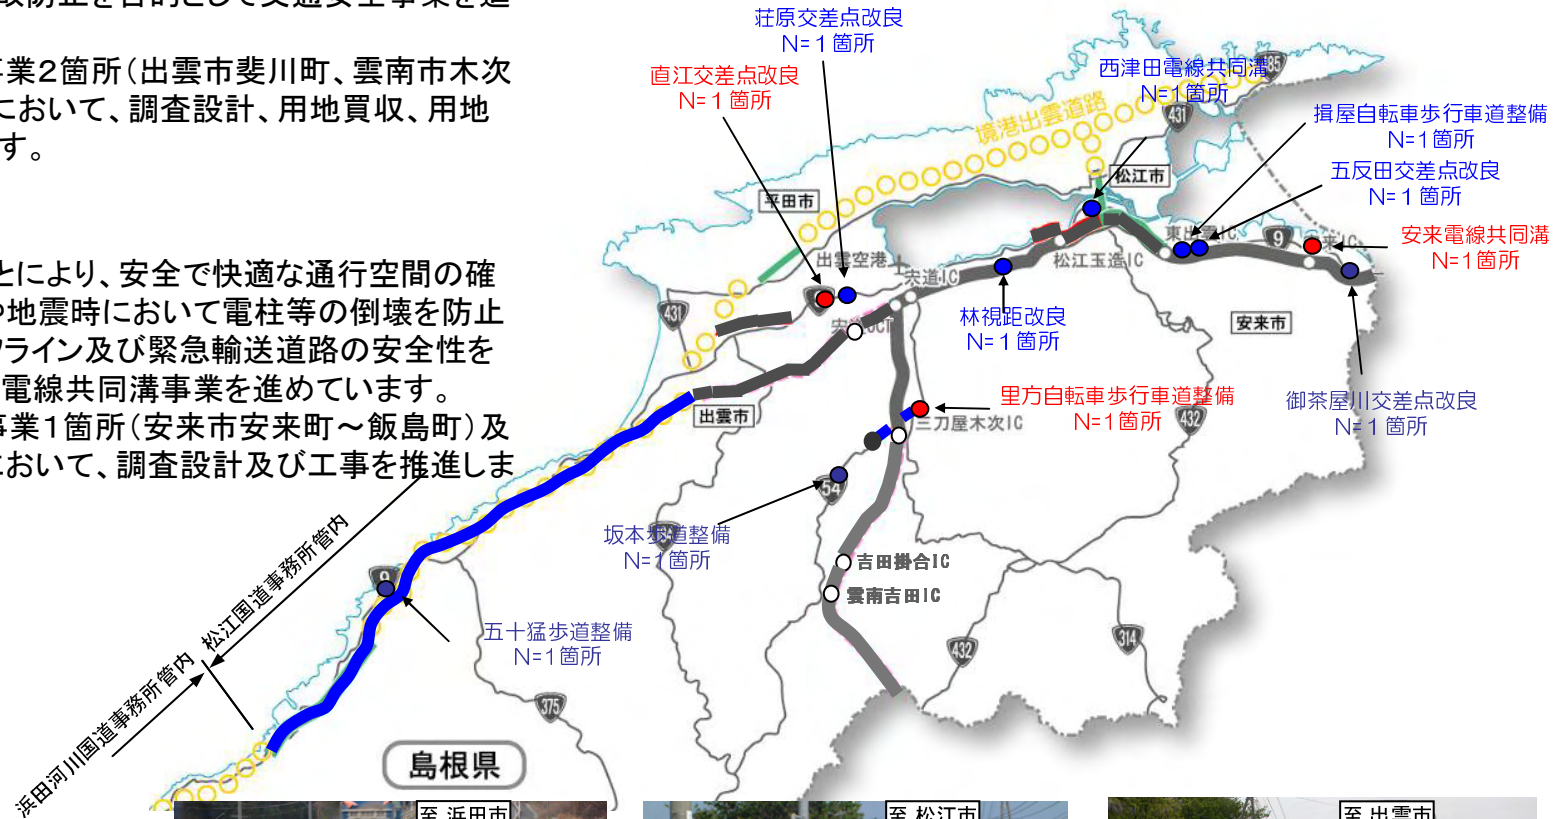 事業2箇所（出雲市斐川町、雲南市木次
において、調査設計、用地買収、用地
す。
とにより、安全で快適な通行空間の確
や地震時において電柱等の倒壊を防止
フライン及び緊急輸送道路の安全性を
電線共同溝事業を進めています。
事業1箇所（安来市安来町～飯島町）及
において、調査設計及び工事を推進しま
荘原交差点改良
N=１箇所
直江交差点改良
N=１箇所
西津田電線共同溝
N=1箇所
揖屋自転車歩行車道整備
N=1箇所
五反田交差点改良
N=１箇所
安来電線共同溝
N=1箇所
境港出雲道路
431
松江市
平田市
東出雲IC
9
出雲空港
宍道IC
松江玉造IC
431
林視距改良
N=１箇所
安来市
里方自転車歩行車道整備
N=1箇所
三刀屋木次IC
432
御茶屋川交差点改良
N=１箇所
出雲市
54
坂本歩道整備
N=1箇所
吉田掛合IC
雲南吉田IC
9
五十猛歩道整備
N=１箇所
松江国道事務所管内
浜田河川国道事務所管内
432
314
375
島根県
至 浜田市
至 松江市
至 出雲市